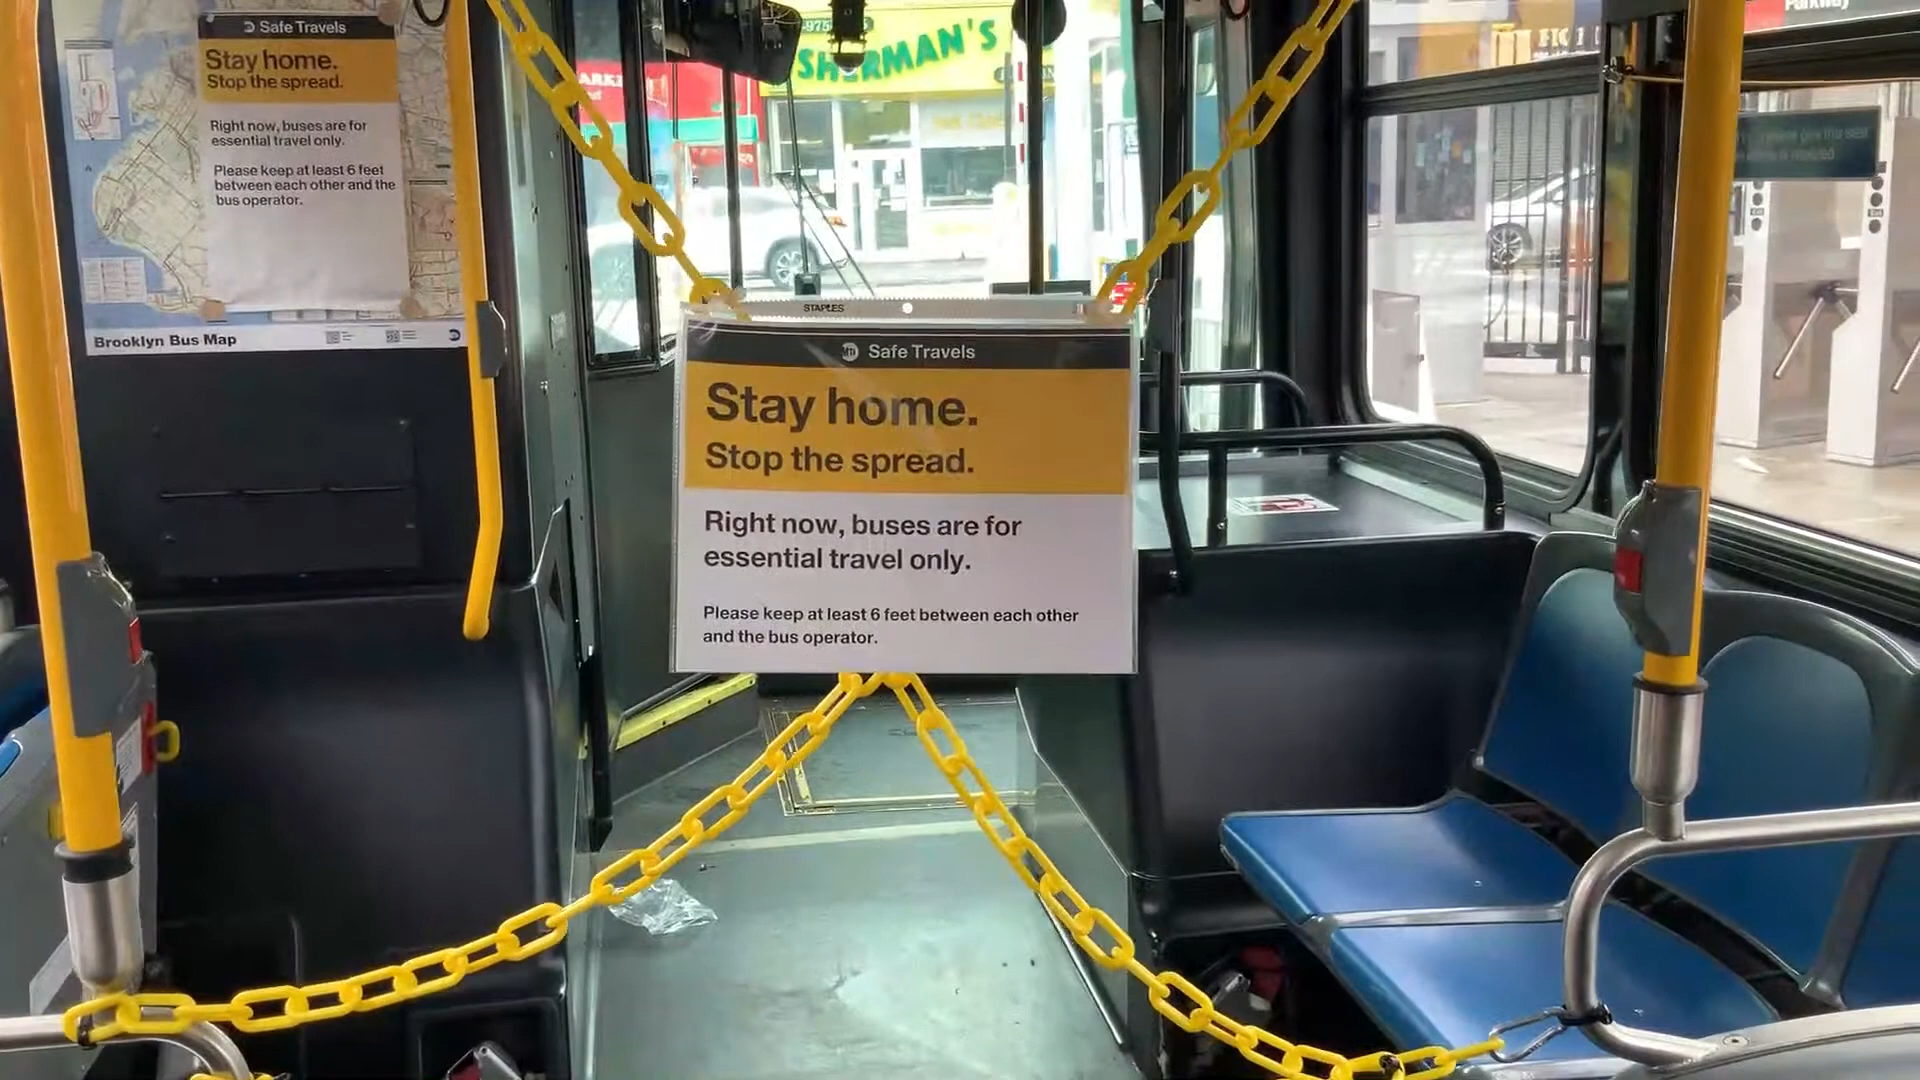 Safe Travels
Stay home.
Stop the spread.
Right now, buses are for
essential travel only.
Please keep at least 6 feet
between each other and the
bus operator.
Brooklyn Bus Map
SHERMAN'S
Parkway
STAPLES
MTA Safe Travels
Stay home.
Stop the spread.
Right now, buses are for
essential travel only.
Please keep at least 6 feet between each other
and the bus operator.